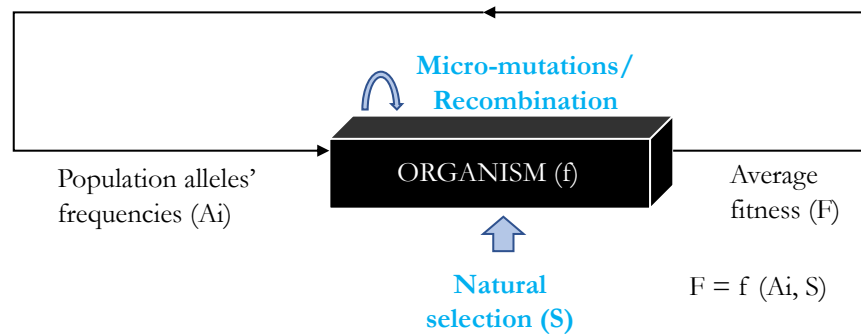 Micro-mutations/
Recombination
ORGANISM (f)
Population alleles’
frequencies (Ai)
Average
fitness (F)
Natural
selection (S)
F = f (Ai, S)